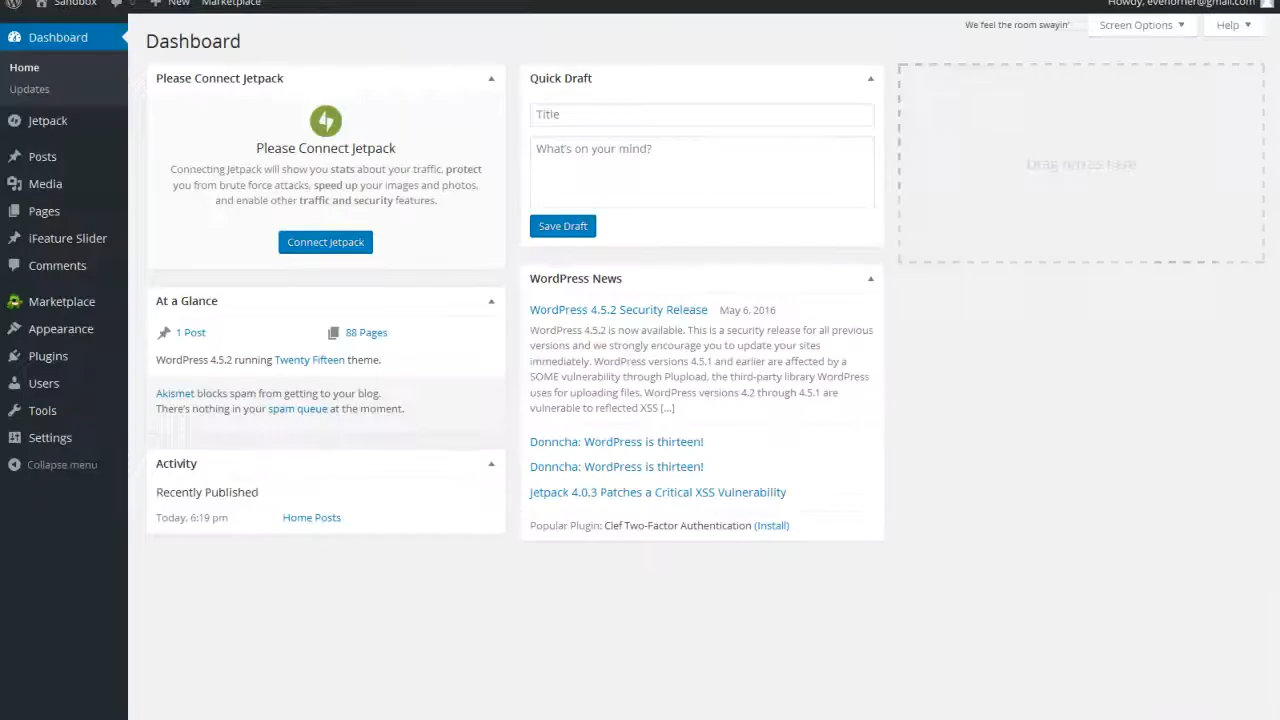 Sandbox
New
Marketplace
Howdy, evenomer@gmail.com
Dashboard
Home
Updates
Jetpack
Posts
Media
Pages
iFeature Slider
Comments
Marketplace
Appearance
Plugins
Users
Tools
Settings
Collapse menu
We feel the room swayin'
Screen Options
Help
Dashboard
Please Connect Jetpack
Please Connect Jetpack
Connecting Jetpack will show you stats about your traffic, protect
you from brute force attacks, speed up your images and photos,
and enable other traffic and security features.
Connect Jetpack
At a Glance
1 Post
88 Pages
WordPress 4.5.2 running Twenty Fifteen theme.
Akismet blocks spam from getting to your blog.
There's nothing in your spam queue at the moment.
Activity
Recently Published
Today, 6:19 pm
Home Posts
Quick Draft
Title
What's on your mind?
Save Draft
WordPress News
WordPress 4.5.2 Security Release May 6, 2016
WordPress 4.5.2 is now available. This is a security release for all previous
versions and we strongly encourage you to update your sites
immediately. WordPress versions 4.5.1 and earlier are affected by a
SOME vulnerability through Plupload, the third-party library WordPress
uses for uploading files. WordPress versions 4.2 through 4.5.1 are
vulnerable to reflected XSS […]
Donncha: WordPress is thirteen!
Donncha: WordPress is thirteen!
Jetpack 4.0.3 Patches a Critical XSS Vulnerability
Popular Plugin: Clef Two-Factor Authentication (Install)
Drag boxes here